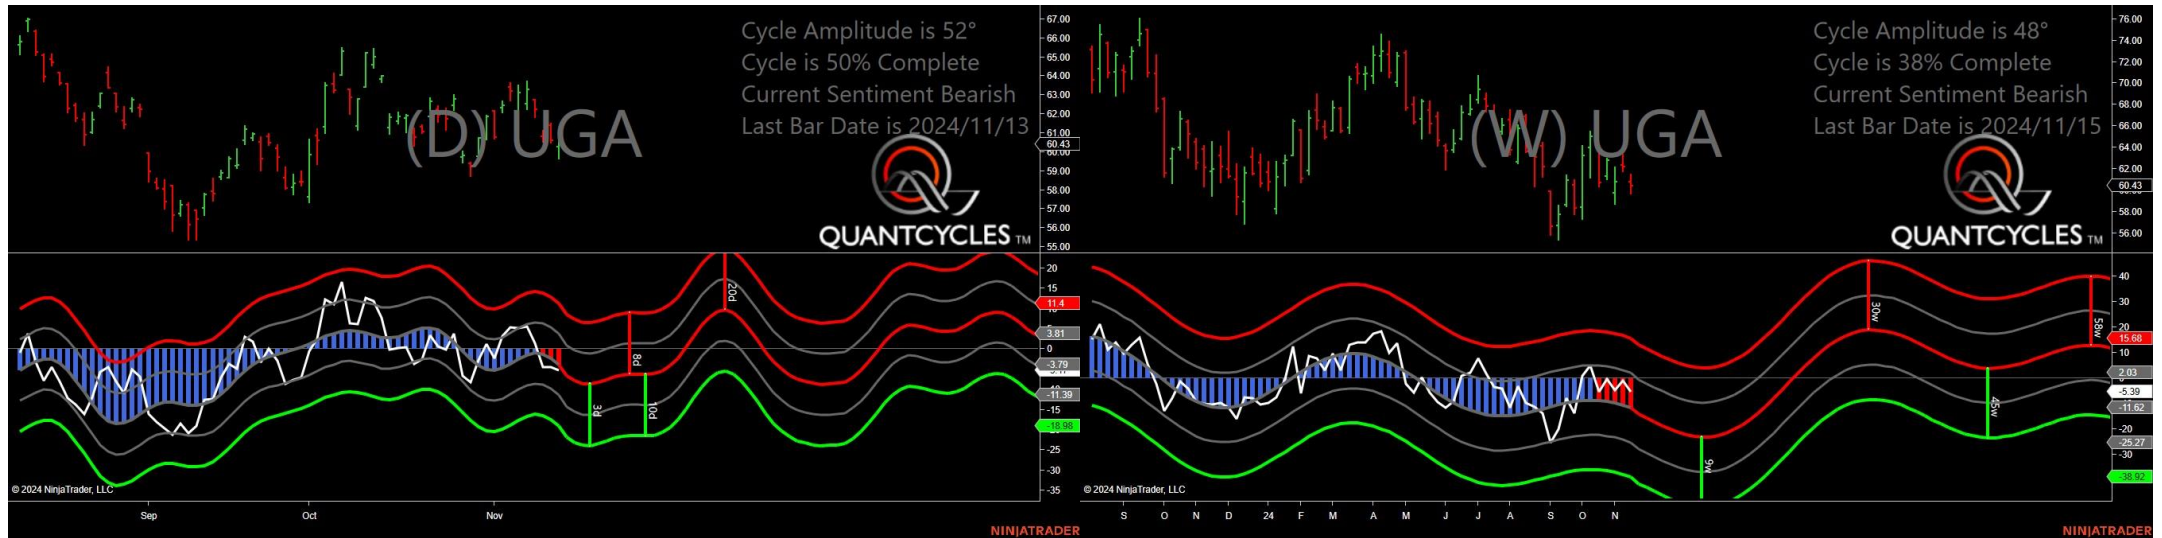 Cycle Amplitude is 52°
Cycle is 50% Complete
Current Sentiment Bearish
Last Bar Date is 2024/11/13
(D) UGA
QUANTCYCLES TM
67.00
66.00
65.00
64.00
63.00
62.00
61.00
60.43
60.00
59.00
58.00
57.00
56.00
55.00
20
15
11.4
3.81
0
-3.79
-11.39
-15
-18.98
-25
-30
-35
3d
8d
10d
20d
© 2024 NinjaTrader, LLC
Sep Oct Nov
NINJATRADER
Cycle Amplitude is 48°
Cycle is 38% Complete
Current Sentiment Bearish
Last Bar Date is 2024/11/15
(W) UGA
QUANTCYCLES TM
76.00
74.00
72.00
70.00
68.00
66.00
64.00
62.00
60.43
58.00
56.00
40
30
20
15.68
10
2.03
-5.39
-11.62
-20
-25.27
-30
-38.92
9w
30w
45w
58w
© 2024 NinjaTrader, LLC
S O N D 24 F M A M J J A S O N
NINJATRADER